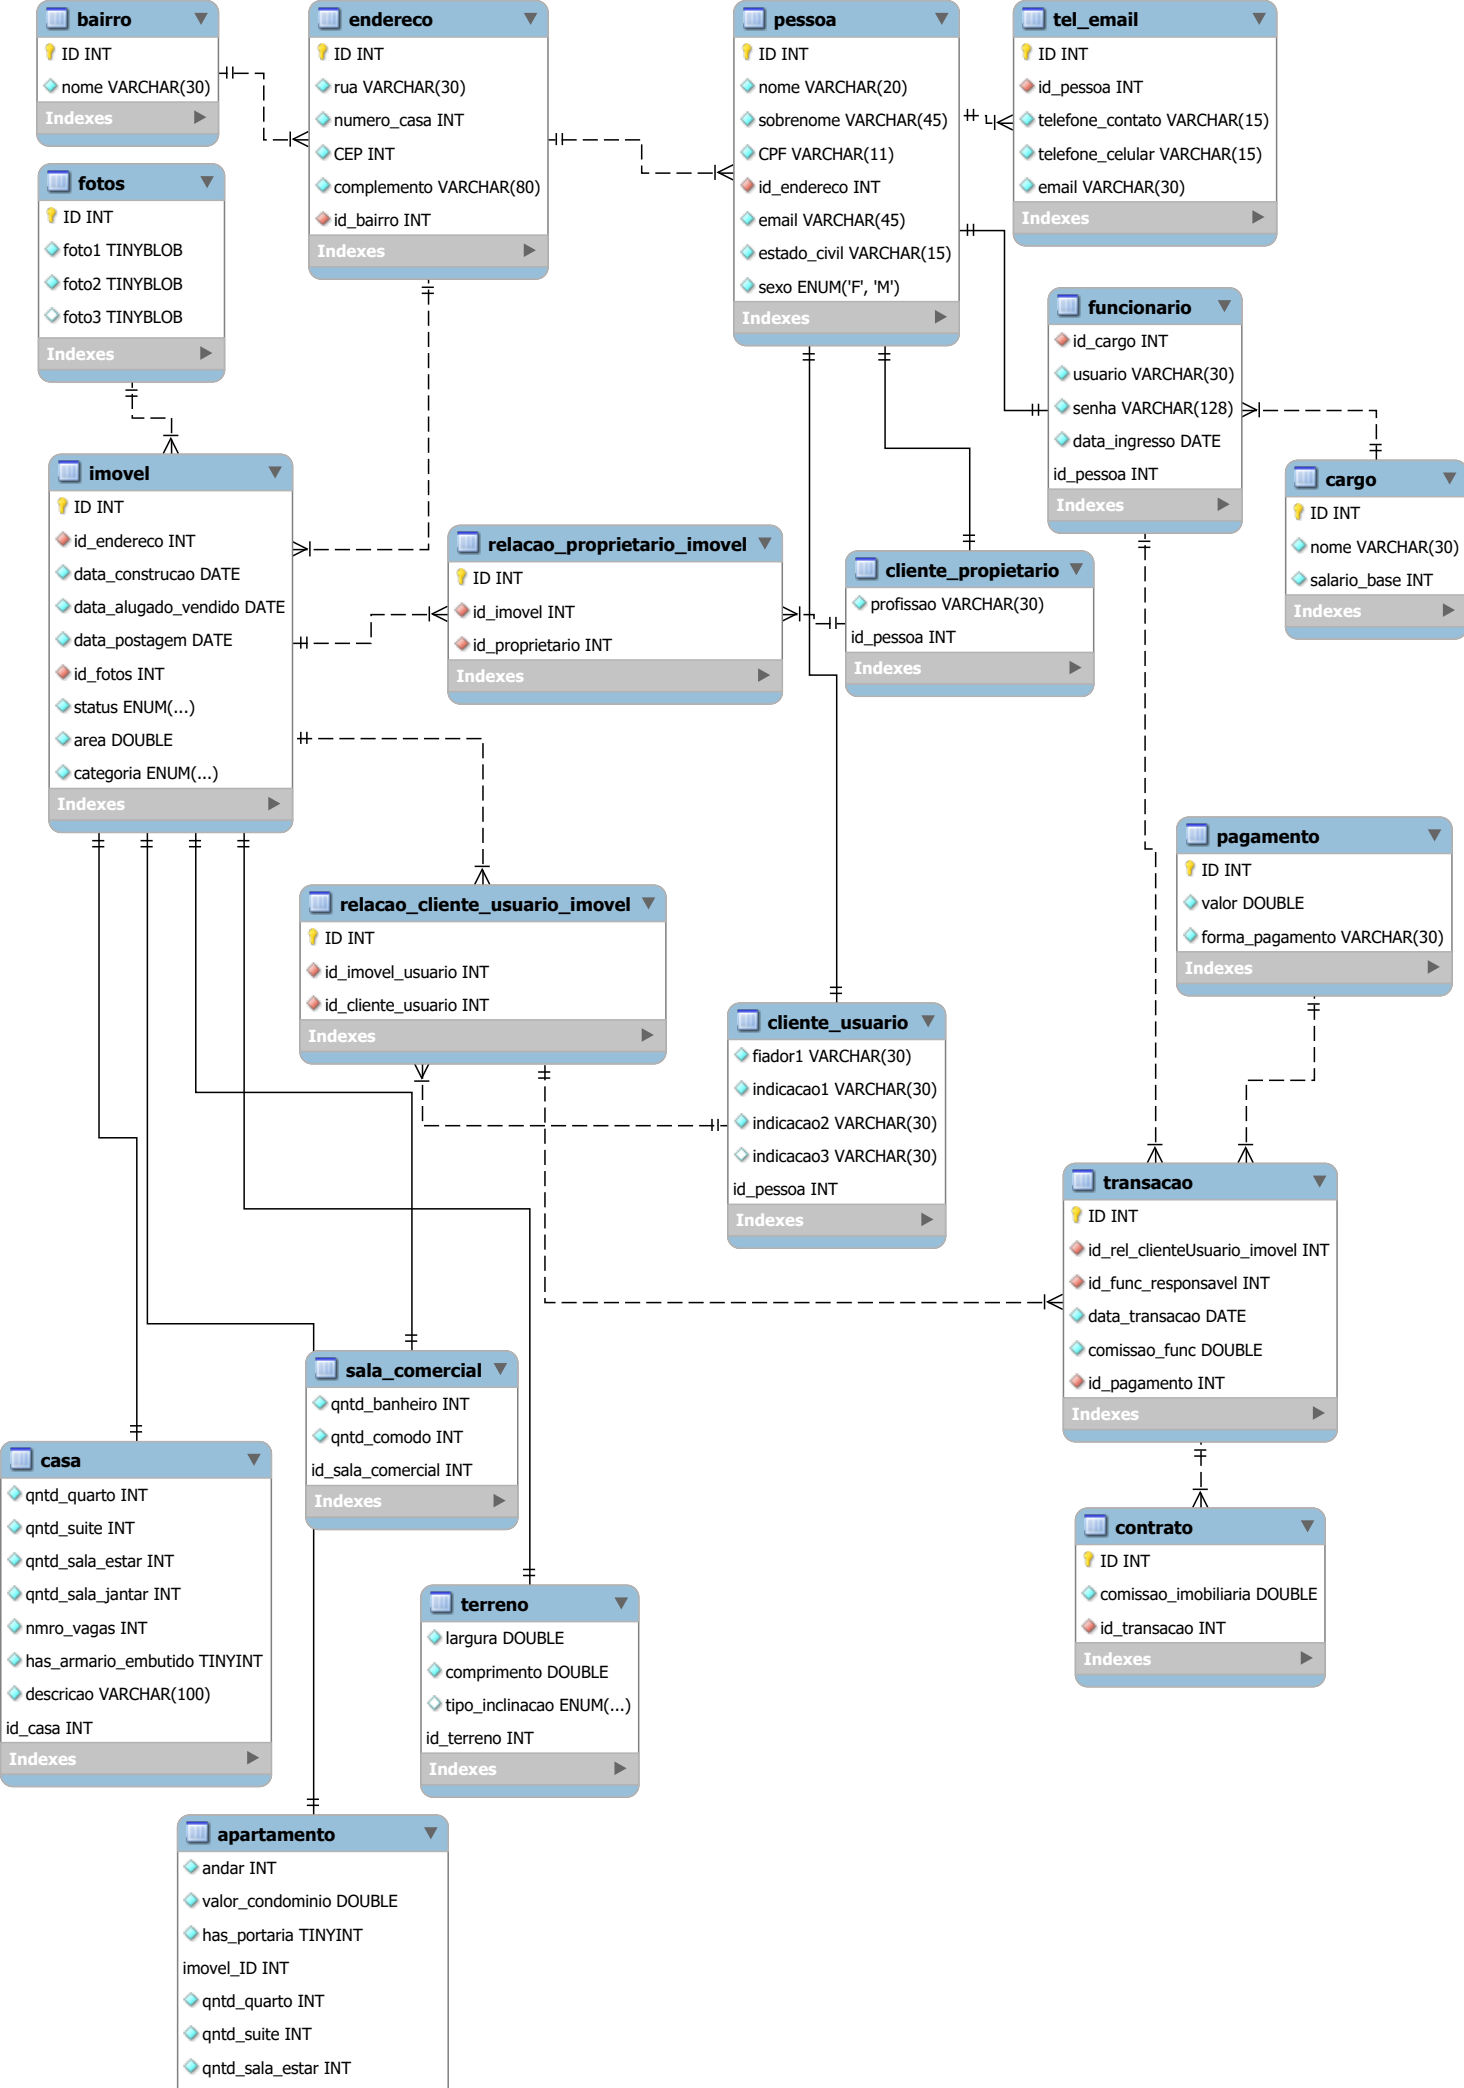 bairro
ID INT
nome VARCHAR(30)
Indexes
endereco
ID INT
rua VARCHAR(30)
numero_casa INT
CEP INT
complemento VARCHAR(80)
id_bairro INT
Indexes
pessoa
ID INT
nome VARCHAR(20)
sobrenome VARCHAR(45)
CPF VARCHAR(11)
id_endereco INT
email VARCHAR(45)
estado_civil VARCHAR(15)
sexo ENUM('F', 'M')
Indexes
tel_email
ID INT
id_pessoa INT
telefone_contato VARCHAR(15)
telefone_celular VARCHAR(15)
email VARCHAR(30)
Indexes
fotos
ID INT
foto1 TINYBLOB
foto2 TINYBLOB
foto3 TINYBLOB
Indexes
funcionario
id_cargo INT
usuario VARCHAR(30)
senha VARCHAR(128)
data_ingresso DATE
id_pessoa INT
Indexes
imovel
ID INT
id_endereco INT
data_construcao DATE
data_alugado_vendido DATE
data_postagem DATE
id_fotos INT
status ENUM(...)
area DOUBLE
categoria ENUM(...)
Indexes
relacao_proprietario_imovel
ID INT
id_imovel INT
id_proprietario INT
Indexes
cliente_propietario
profissao VARCHAR(30)
id_pessoa INT
Indexes
cargo
ID INT
nome VARCHAR(30)
salario_base INT
Indexes
pagamento
ID INT
valor DOUBLE
forma_pagamento VARCHAR(30)
Indexes
relacao_cliente_usuario_imovel
ID INT
id_imovel_usuario INT
id_cliente_usuario INT
Indexes
cliente_usuario
fiador1 VARCHAR(30)
indicacao1 VARCHAR(30)
indicacao2 VARCHAR(30)
indicacao3 VARCHAR(30)
id_pessoa INT
Indexes
transacao
ID INT
id_rel_clienteUsuario_imovel INT
id_func_responsavel INT
data_transacao DATE
comissao_func DOUBLE
id_pagamento INT
Indexes
sala_comercial
qntd_banheiro INT
qntd_comodo INT
id_sala_comercial INT
Indexes
casa
qntd_quarto INT
qntd_suite INT
qntd_sala_estar INT
qntd_sala_jantar INT
nmro_vagas INT
has_armario_embutido TINYINT
descricao VARCHAR(100)
id_casa INT
Indexes
contrato
ID INT
comissao_imobiliaria DOUBLE
id_transacao INT
Indexes
terreno
largura DOUBLE
comprimento DOUBLE
tipo_inclinacao ENUM(...)
id_terreno INT
Indexes
apartamento
andar INT
valor_condominio DOUBLE
has_portaria TINYINT
imovel_ID INT
qntd_quarto INT
qntd_suite INT
qntd_sala_estar INT